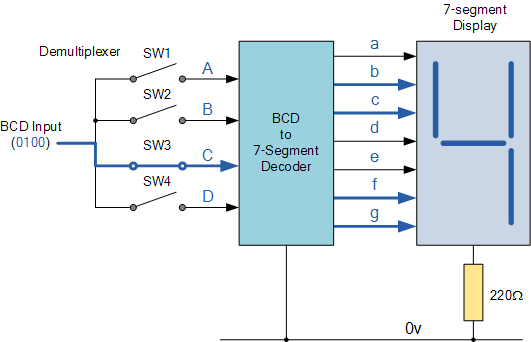 7-segment
Display
Demultiplexer
SW1
A
a
SW2
B
b
BCD Input
(0100)
SW3
C
c
BCD
to
7-Segment
Decoder
d
SW4
D
e
f
g
220Ω
0v